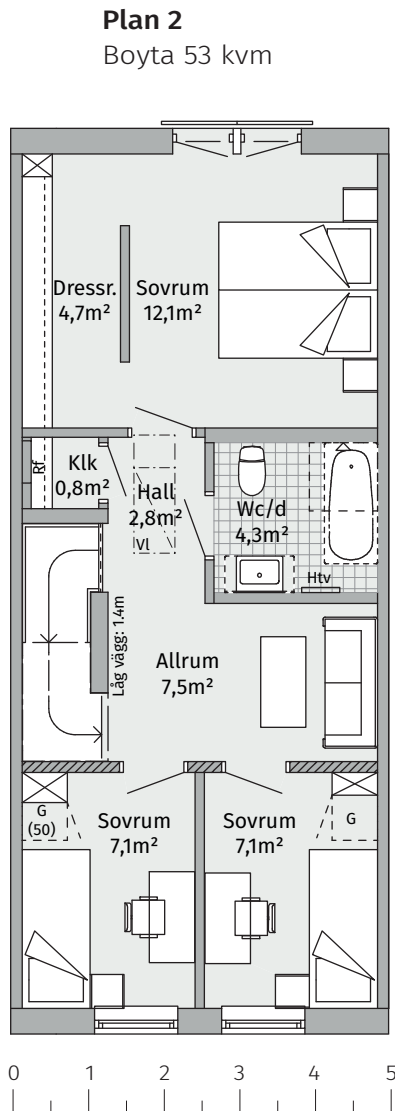 Plan 2
Boyta 53 kvm
Dressr.
4,7m²
Sovrum
12,1m²
Rf
Klk
0,8m²
Hall
2,8m²
Vl
Wc/d
4,3m²
Htv
Låg vägg: 1.4m
Allrum
7,5m²
G
(50)
Sovrum
7,1m²
Sovrum
7,1m²
G
0 1 2 3 4 5